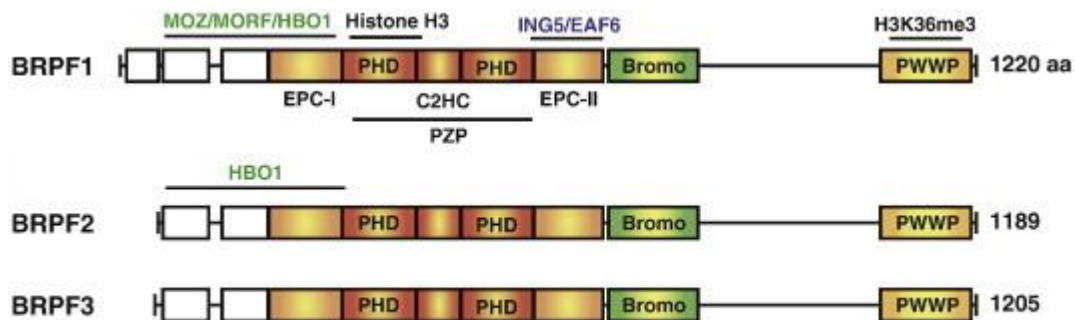 MOZ/MORF/HBO1 Histone H3 ING5/EAF6 H3K36me3
BRPF1 PHD PHD Bromo PWWP 1220 aa
EPC-I C2HC EPC-II
PZP
HBO1
BRPF2 PHD PHD Bromo PWWP 1189
BRPF3 PHD PHD Bromo PWWP 1205